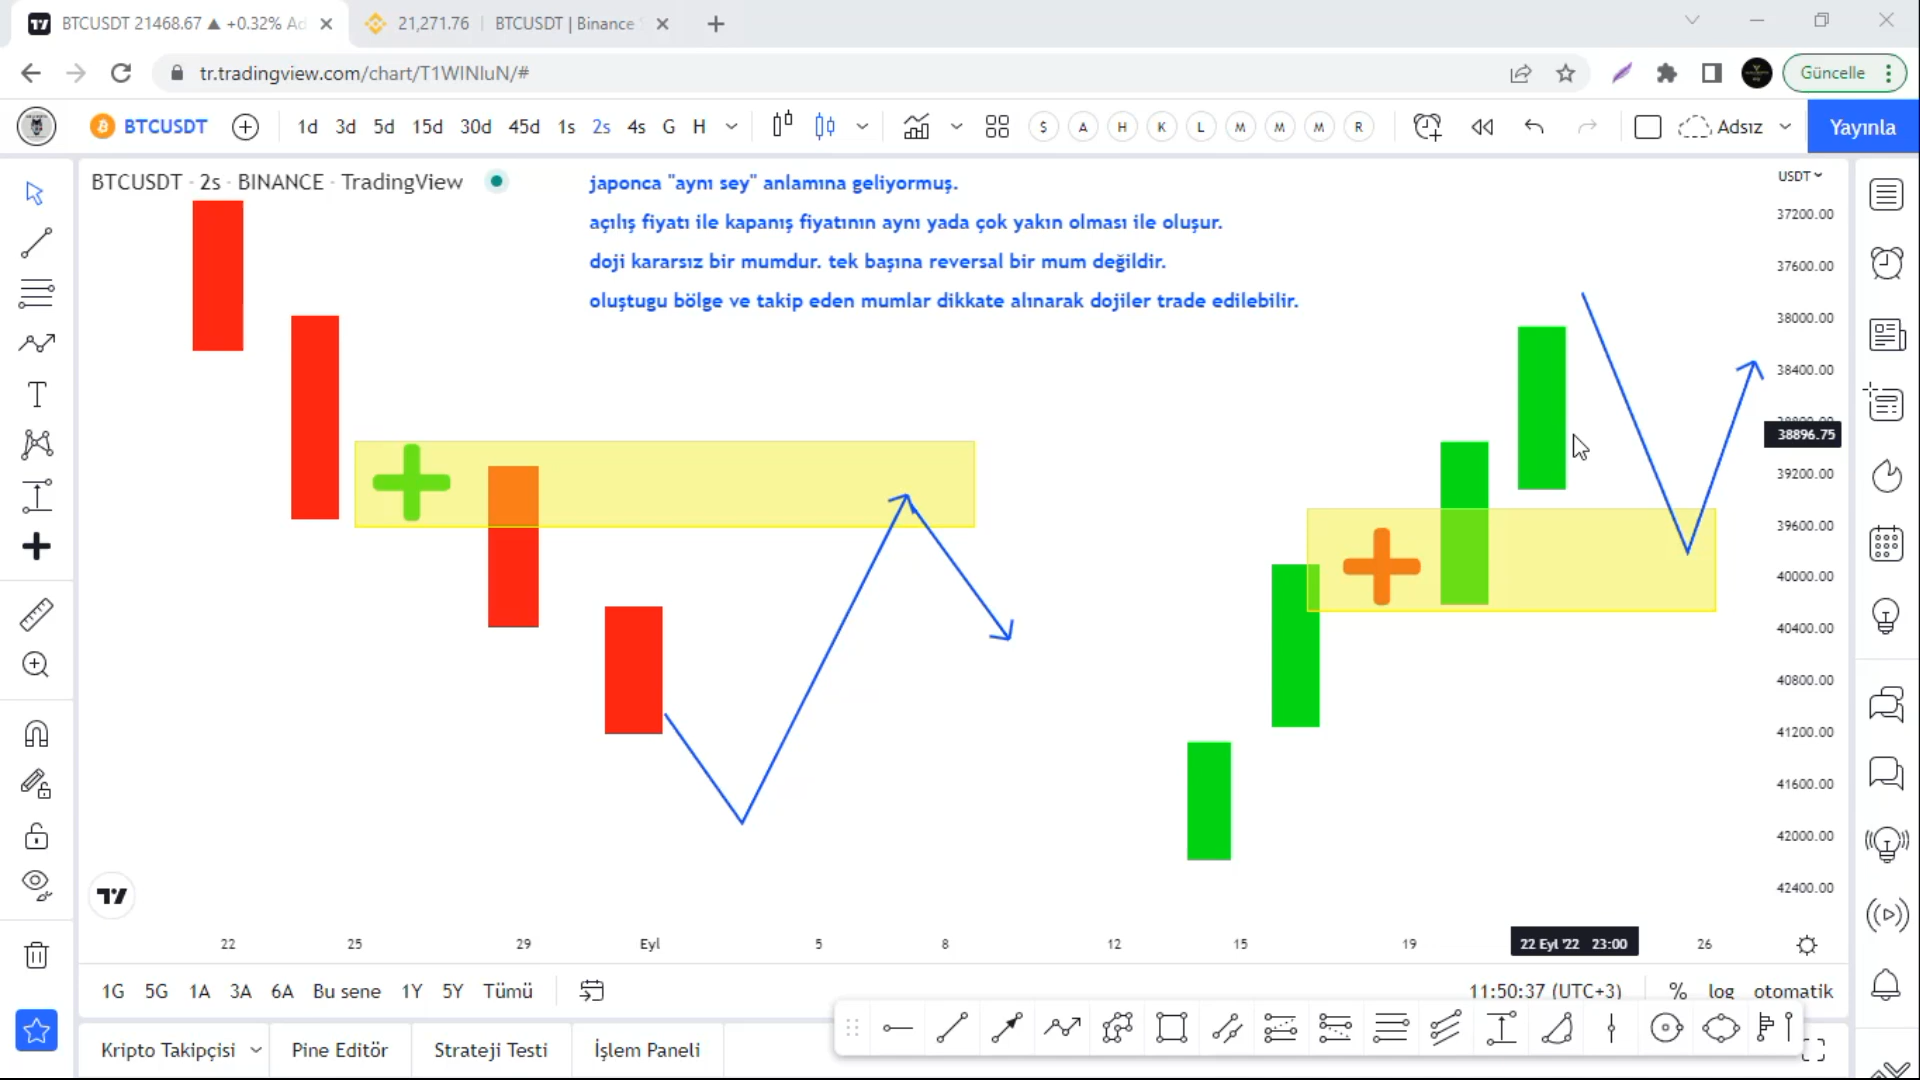 BTCUSDT 21468.67 ▲ +0.32% Ad
21,271.76 | BTCUSDT | Binance S
tr.tradingview.com/chart/T1WINluN/#
Güncelle
BTCUSDT 1d 3d 5d 15d 30d 45d 1s 2s 4s G H
$ A H K L M M M R
Adsız Yayınla
BTCUSDT · 2s · BINANCE · TradingView
USDT
japonca "aynı sey" anlamına geliyormuş.
açılış fiyatı ile kapanış fiyatının aynı yada çok yakın olması ile oluşur.
doji kararsız bir mumdur. tek başına reversal bir mum değildir.
oluştugu bölge ve takip eden mumlar dikkate alınarak dojiler trade edilebilir.
37200.00
37600.00
38000.00
38400.00
38896.75
39200.00
39600.00
40000.00
40400.00
40800.00
41200.00
41600.00
42000.00
42400.00
22 25 29 Eyl 5 8 12 15 19 22 Eyl '22 23:00 26
1G 5G 1A 3A 6A Bu sene 1Y 5Y Tümü
11:50:37 (UTC+3) % log otomatik
Kripto Takipçisi Pine Editör Strateji Testi İşlem Paneli